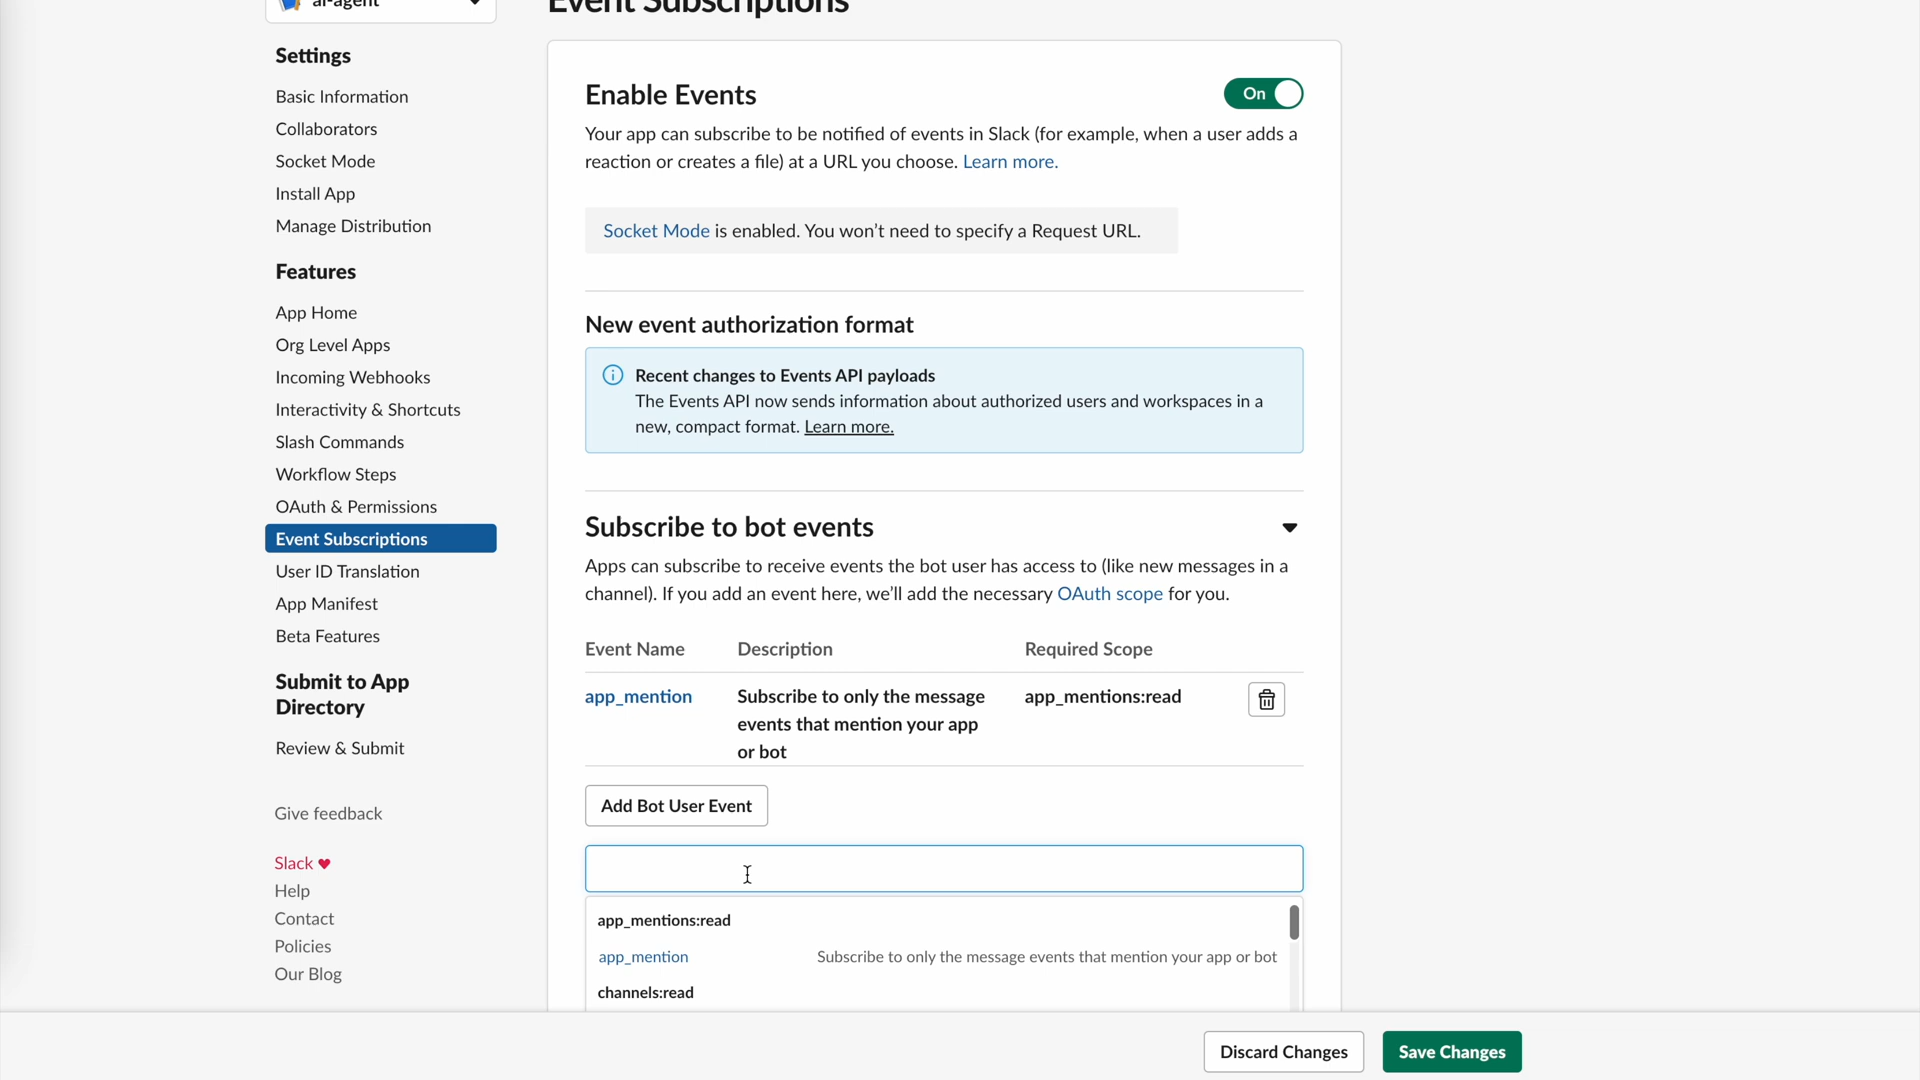 ai-agent
Settings
Basic Information
Collaborators
Socket Mode
Install App
Manage Distribution
Features
App Home
Org Level Apps
Incoming Webhooks
Interactivity & Shortcuts
Slash Commands
Workflow Steps
OAuth & Permissions
Event Subscriptions
User ID Translation
App Manifest
Beta Features
Submit to App
Directory
Review & Submit
Give feedback
Slack ♥
Help
Contact
Policies
Our Blog
Event Subscriptions
Enable Events
On
Your app can subscribe to be notified of events in Slack (for example, when a user adds a
reaction or creates a file) at a URL you choose. Learn more.
Socket Mode is enabled. You won’t need to specify a Request URL.
New event authorization format
Recent changes to Events API payloads
The Events API now sends information about authorized users and workspaces in a
new, compact format. Learn more.
Subscribe to bot events
Apps can subscribe to receive events the bot user has access to (like new messages in a
channel). If you add an event here, we’ll add the necessary OAuth scope for you.
Event Name Description Required Scope
app_mention Subscribe to only the message app_mentions:read
events that mention your app
or bot
Add Bot User Event
app_mentions:read
app_mention Subscribe to only the message events that mention your app or bot
channels:read
Discard Changes Save Changes